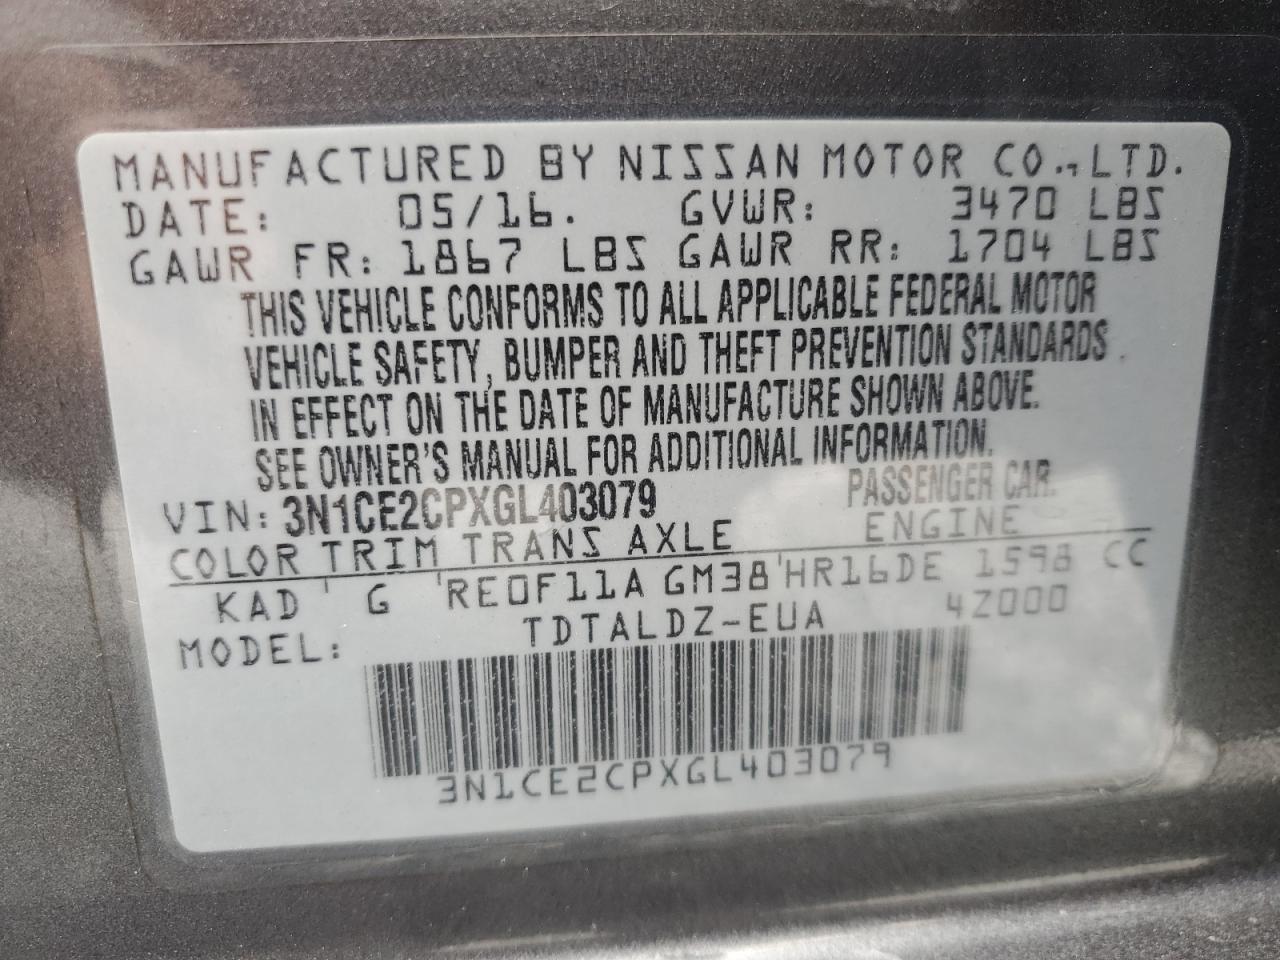 MANUFACTURED BY NISSAN MOTOR CO., LTD.
DATE: 05/16. GVWR: 3470 LBS
GAWR FR: 1867 LBS GAWR RR: 1704 LBS
THIS VEHICLE CONFORMS TO ALL APPLICABLE FEDERAL MOTOR
VEHICLE SAFETY, BUMPER AND THEFT PREVENTION STANDARDS
IN EFFECT ON THE DATE OF MANUFACTURE SHOWN ABOVE.
SEE OWNER'S MANUAL FOR ADDITIONAL INFORMATION.
VIN: 3N1CE2CPXGL403079 PASSENGER CAR.
COLOR TRIM TRANS AXLE ENGINE
KAD ' G 'RE0F11A GM38'HR16DE 1598 CC
MODEL: TDTALDZ-EUA 4Z000
3N1CE2CPXGL403079